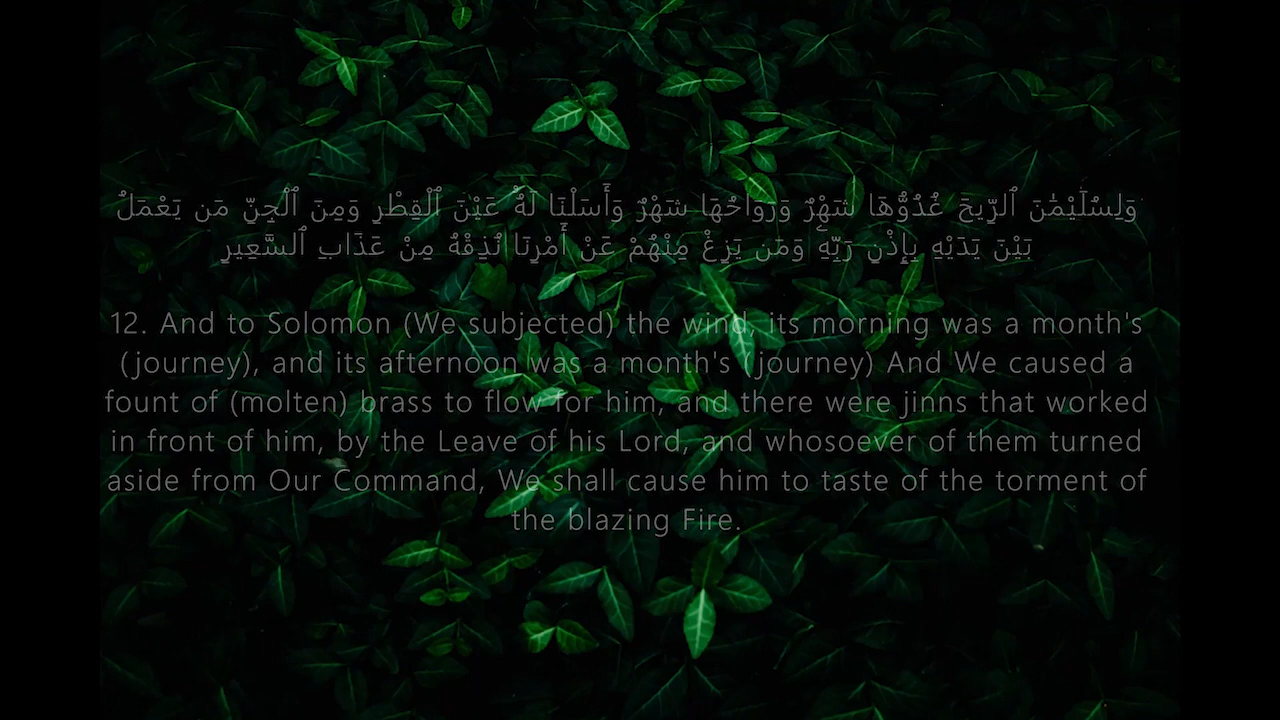 وَلِسُلَيْمَٰنَ ٱلرِّيحَ غُدُوُّهَا شَهْرٌ وَرَوَاحُهَا شَهْرٌ وَأَسَلْنَا لَهُۥ عَيْنَ ٱلْقِطْرِ وَمِنَ ٱلْجِنِّ مَن يَعْمَلُ
بَيْنَ يَدَيْهِ بِإِذْنِ رَبِّهِۦ وَمَن يَزِغْ مِنْهُمْ عَنْ أَمْرِنَا نُذِقْهُ مِنْ عَذَابِ ٱلسَّعِيرِ
12. And to Solomon (We subjected) the wind, its morning was a month's
(journey), and its afternoon was a month's (journey) And We caused a
fount of (molten) brass to flow for him, and there were jinns that worked
in front of him, by the Leave of his Lord, and whosoever of them turned
aside from Our Command, We shall cause him to taste of the torment of
the blazing Fire.